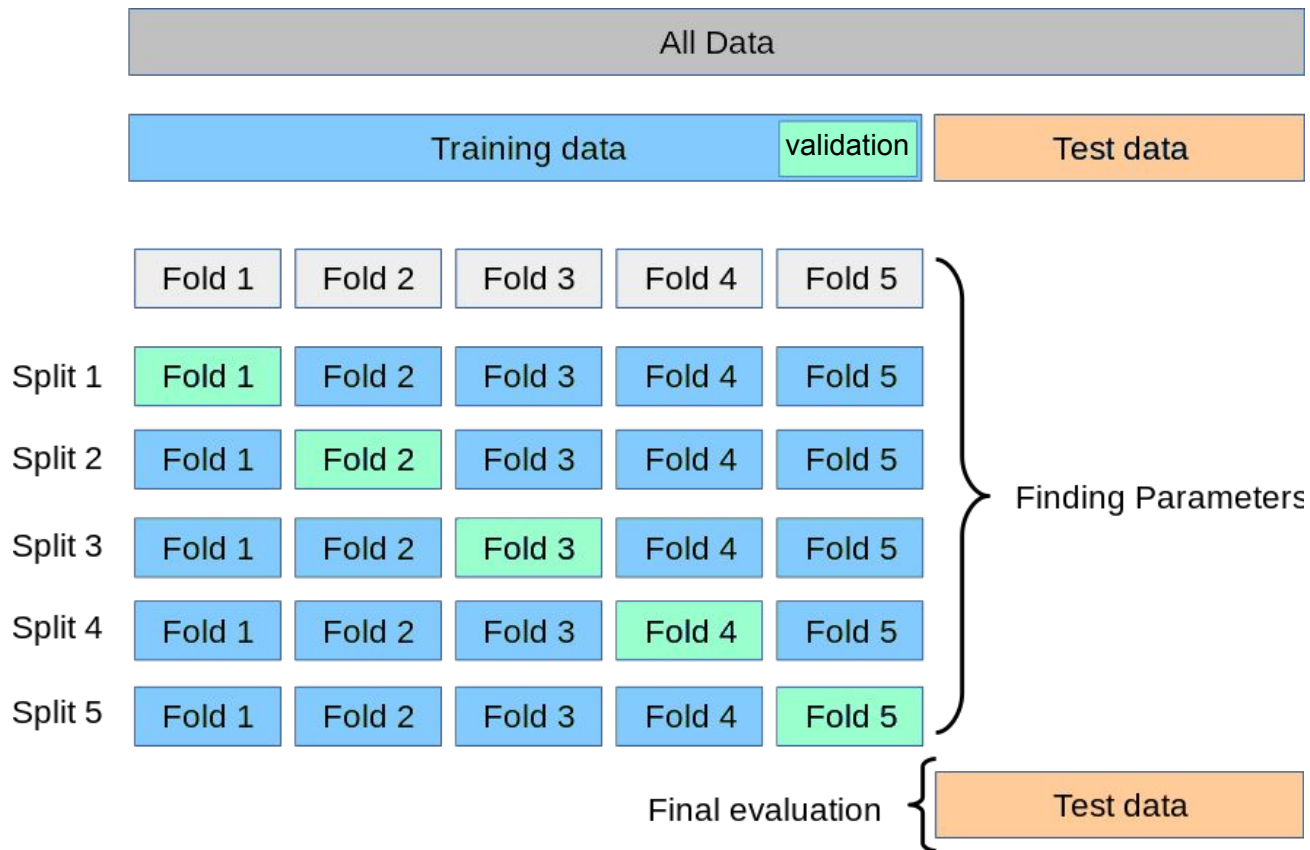 All Data
Training data validation Test data
Fold 1 Fold 2 Fold 3 Fold 4 Fold 5
Split 1 Fold 1 Fold 2 Fold 3 Fold 4 Fold 5
Split 2 Fold 1 Fold 2 Fold 3 Fold 4 Fold 5
Finding Parameters
Split 3 Fold 1 Fold 2 Fold 3 Fold 4 Fold 5
Split 4 Fold 1 Fold 2 Fold 3 Fold 4 Fold 5
Split 5 Fold 1 Fold 2 Fold 3 Fold 4 Fold 5
Final evaluation Test data